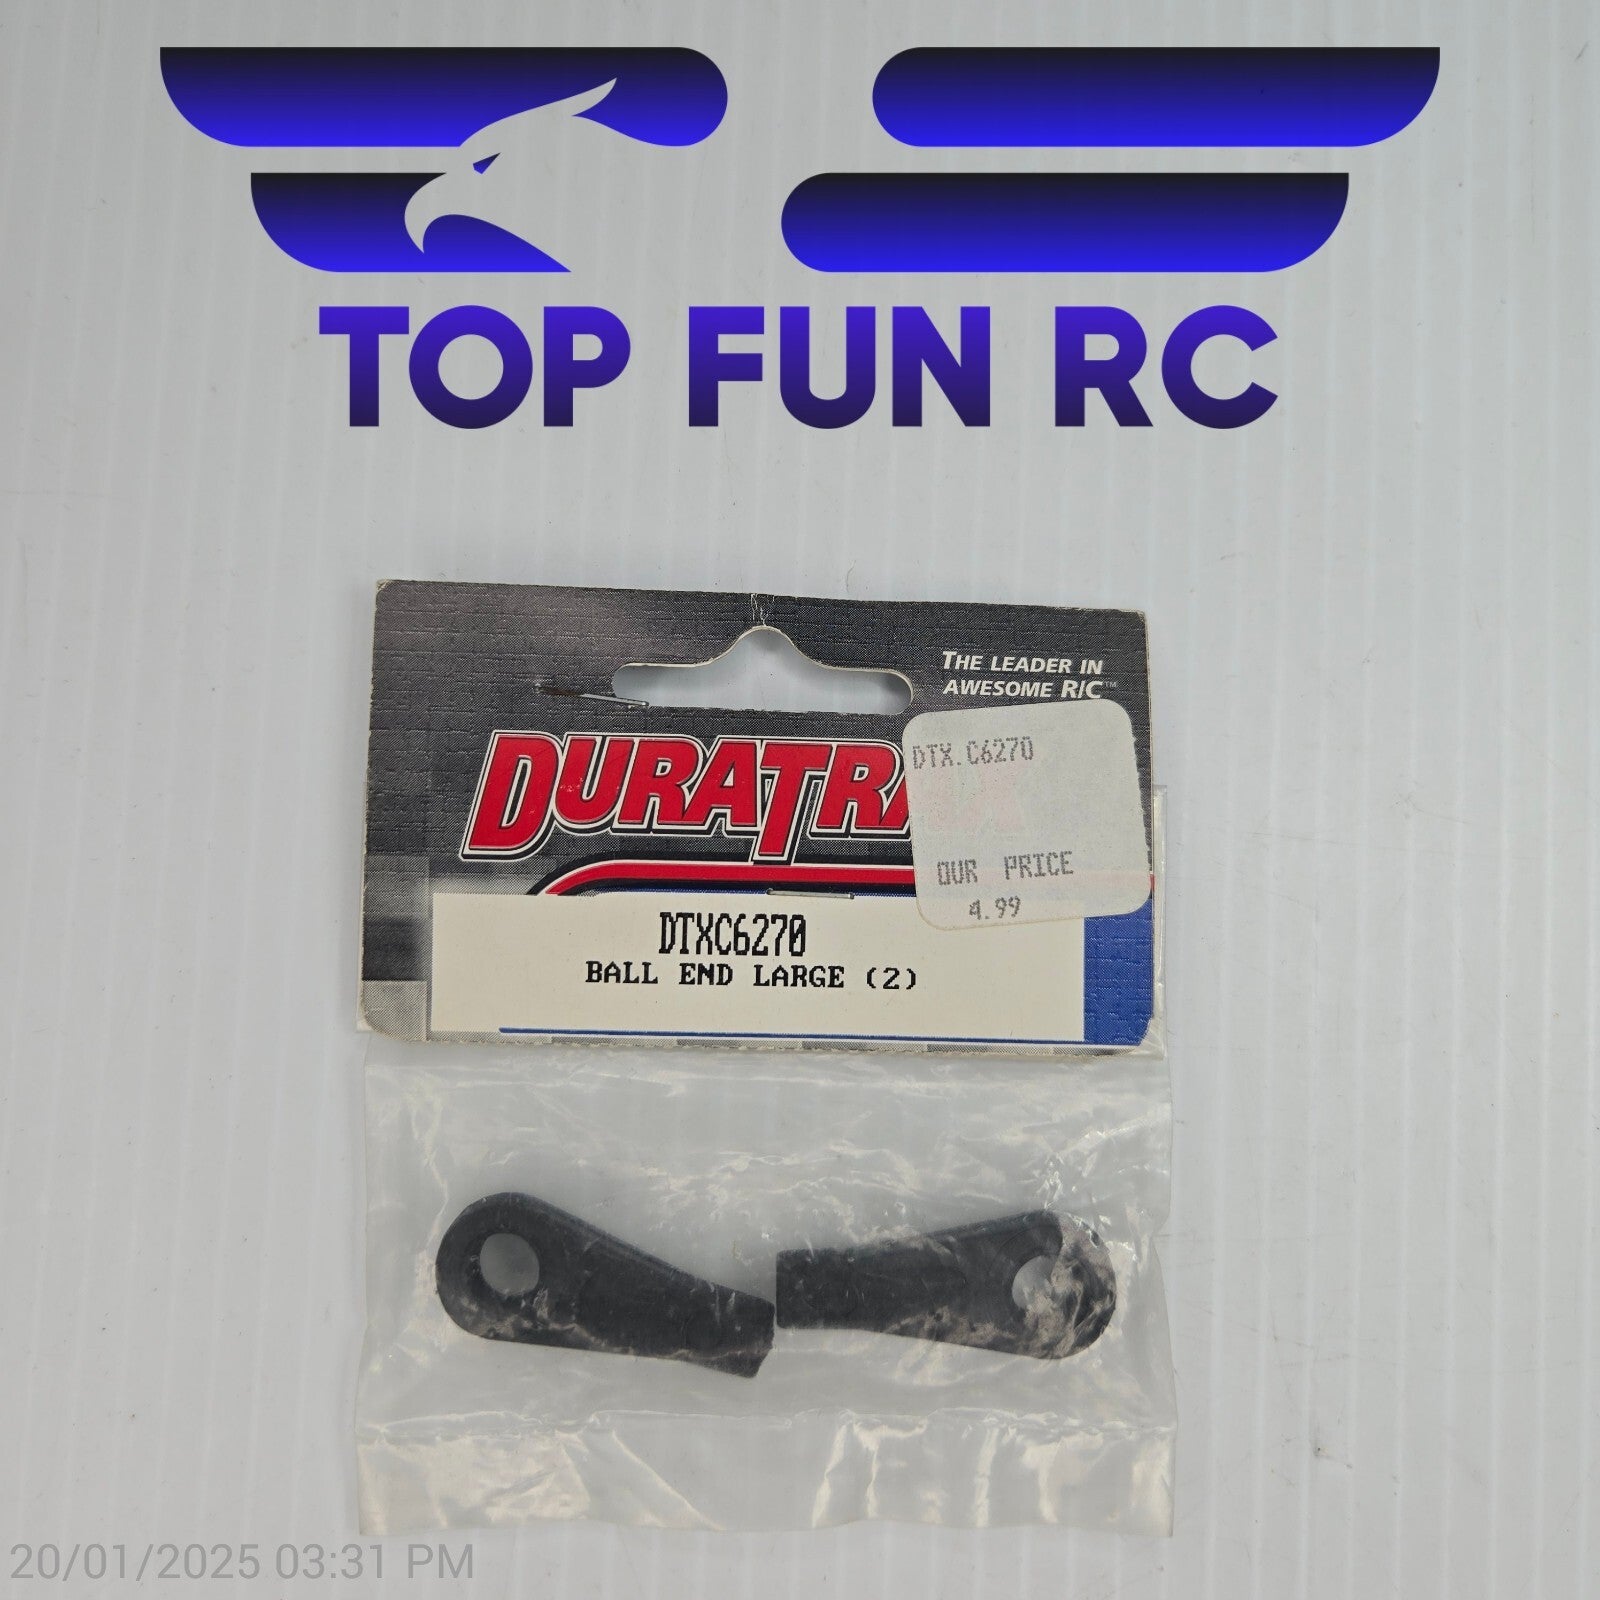 TOP FUN RC
THE LEADER IN
AWESOME R/C™
DURATRA
DTX.C6270
OUR PRICE
4.99
DTXC6270
BALL END LARGE (2)
20/01/2025 03:31 PM